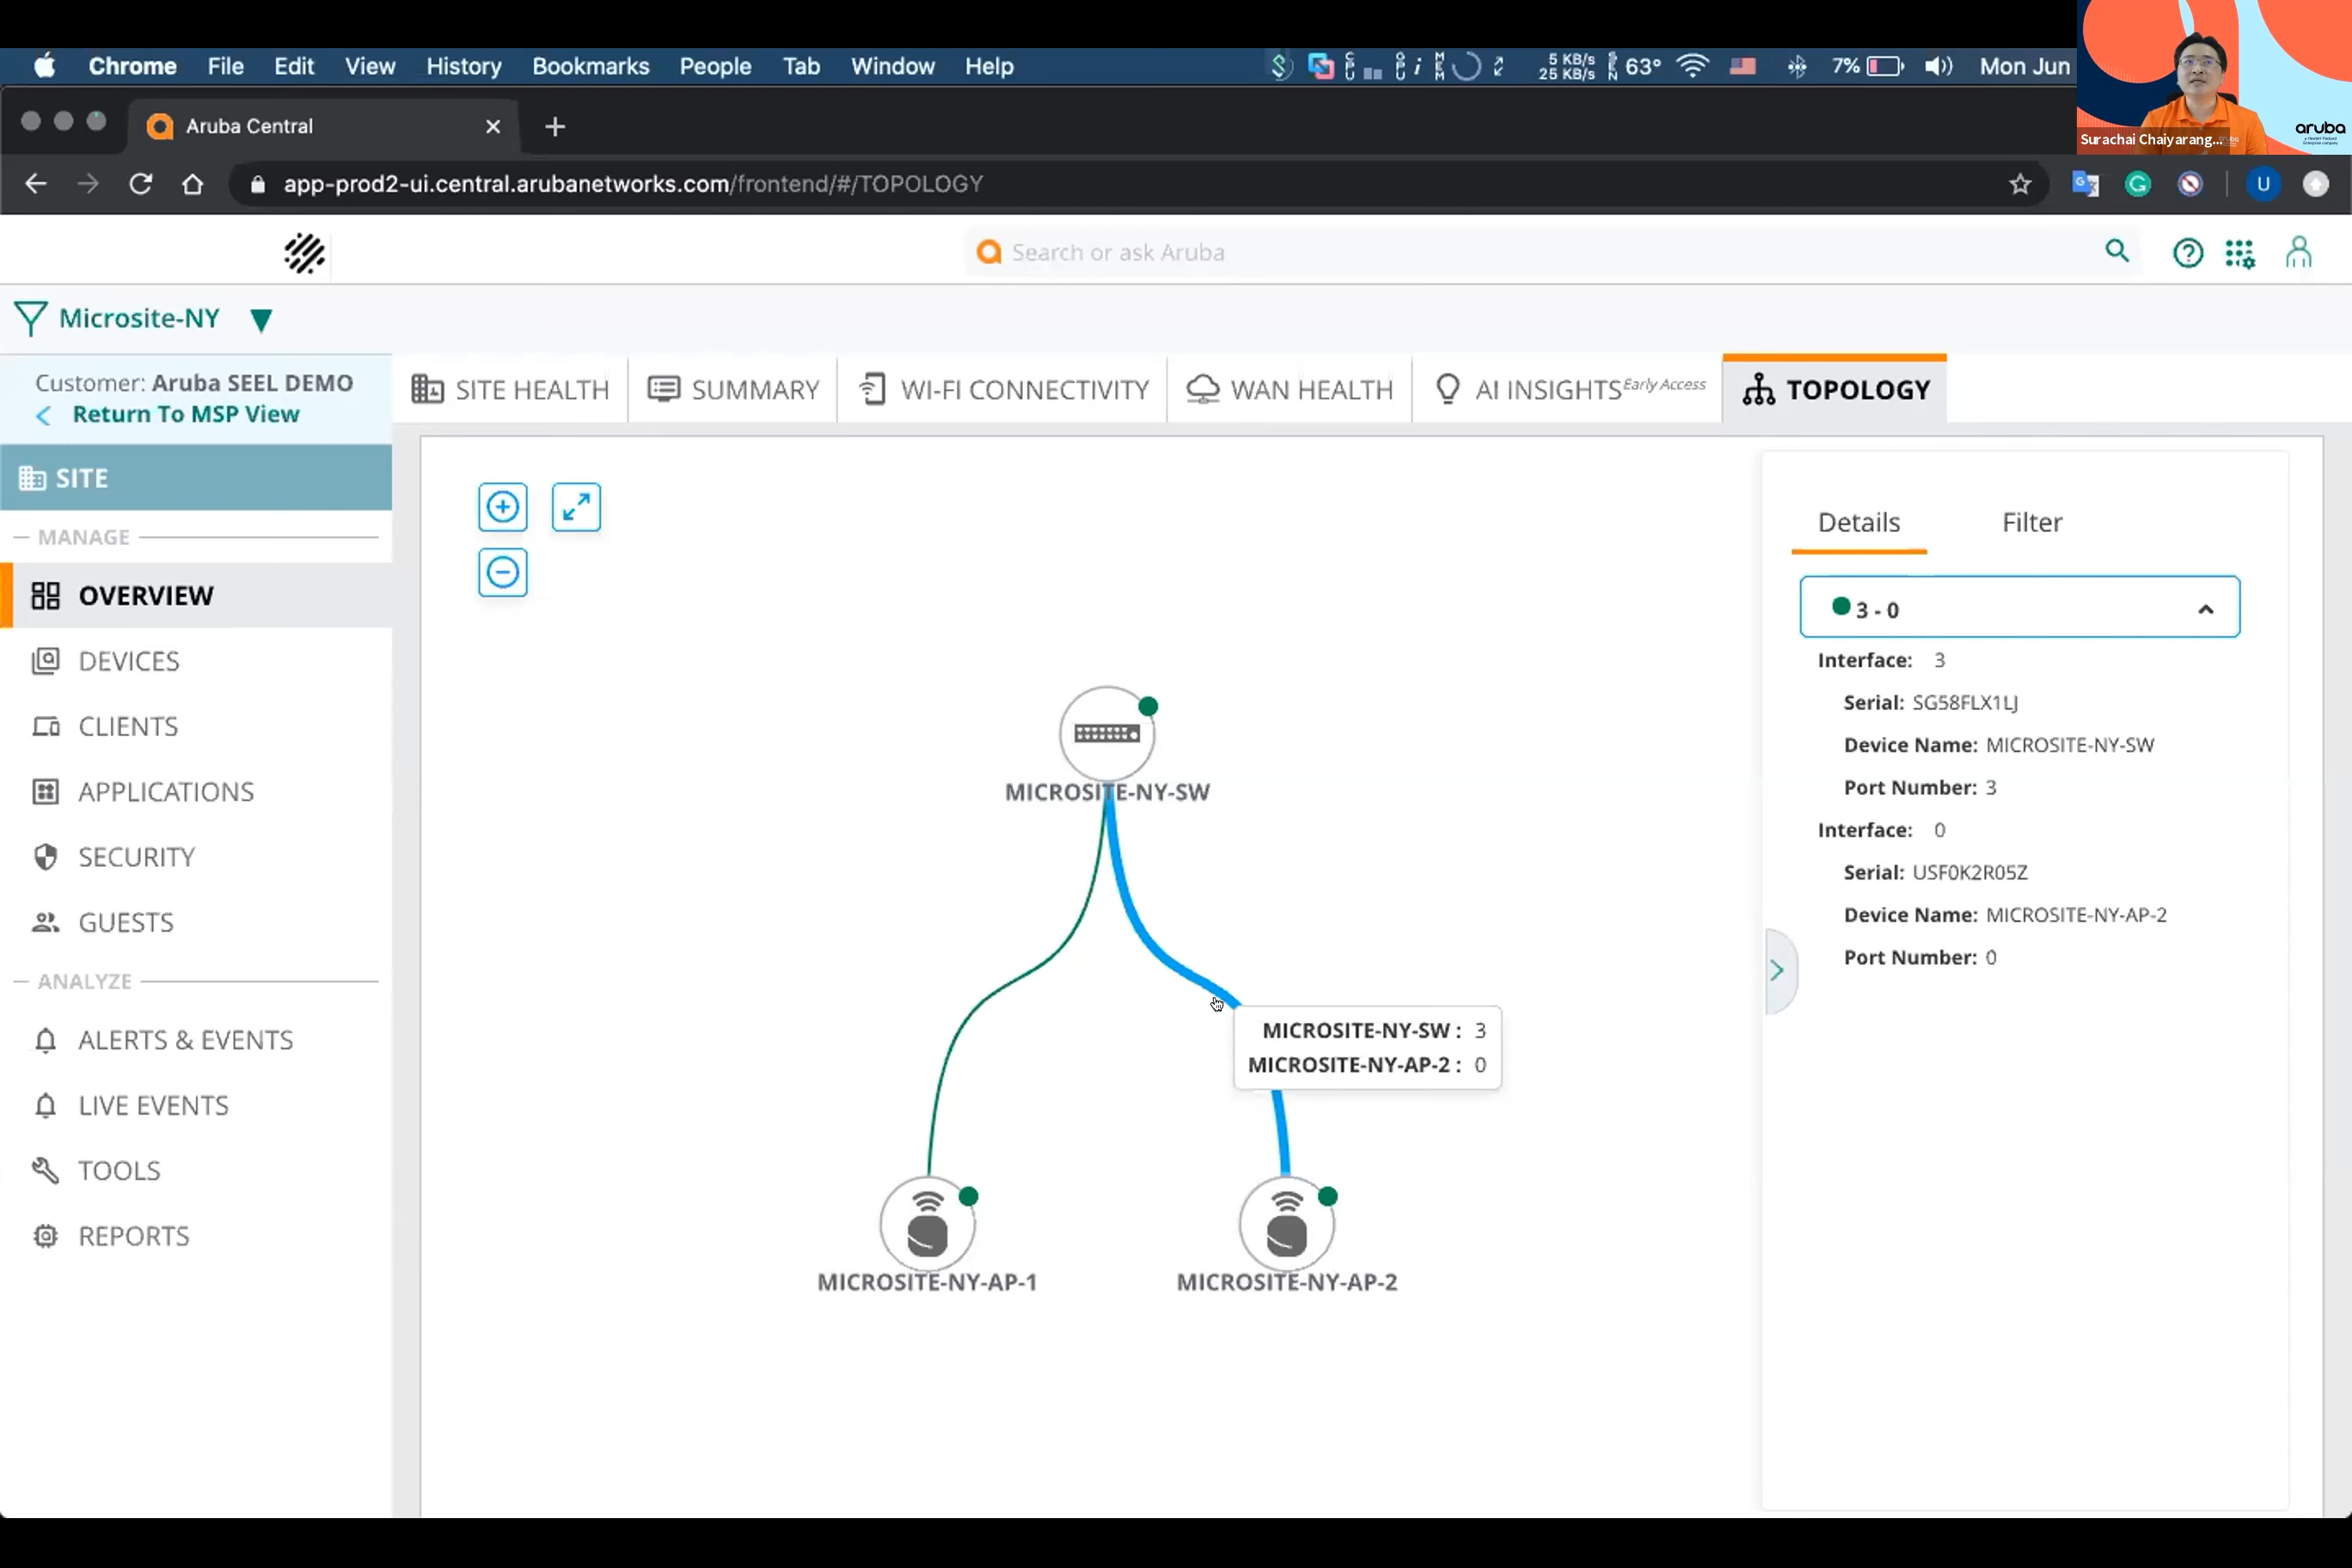 Chrome File Edit View History Bookmarks People Tab Window Help
5 KB/s
25 KB/s
63° 7% Mon Jun
Aruba Central
app-prod2-ui.central.arubanetworks.com/frontend/#/TOPOLOGY
U
Surachai Chaiyarang...
aruba
Search or ask Aruba
Microsite-NY
Customer: Aruba SEEL DEMO
Return To MSP View
SITE
MANAGE
OVERVIEW
DEVICES
CLIENTS
APPLICATIONS
SECURITY
GUESTS
ANALYZE
ALERTS & EVENTS
LIVE EVENTS
TOOLS
REPORTS
SITE HEALTH
SUMMARY
WI-FI CONNECTIVITY
WAN HEALTH
AI INSIGHTS Early Access
TOPOLOGY
MICROSITE-NY-SW
MICROSITE-NY-SW : 3
MICROSITE-NY-AP-2 : 0
MICROSITE-NY-AP-1
MICROSITE-NY-AP-2
Details
Filter
3 - 0
Interface: 3
Serial: SG58FLX1LJ
Device Name: MICROSITE-NY-SW
Port Number: 3
Interface: 0
Serial: USF0K2R05Z
Device Name: MICROSITE-NY-AP-2
Port Number: 0